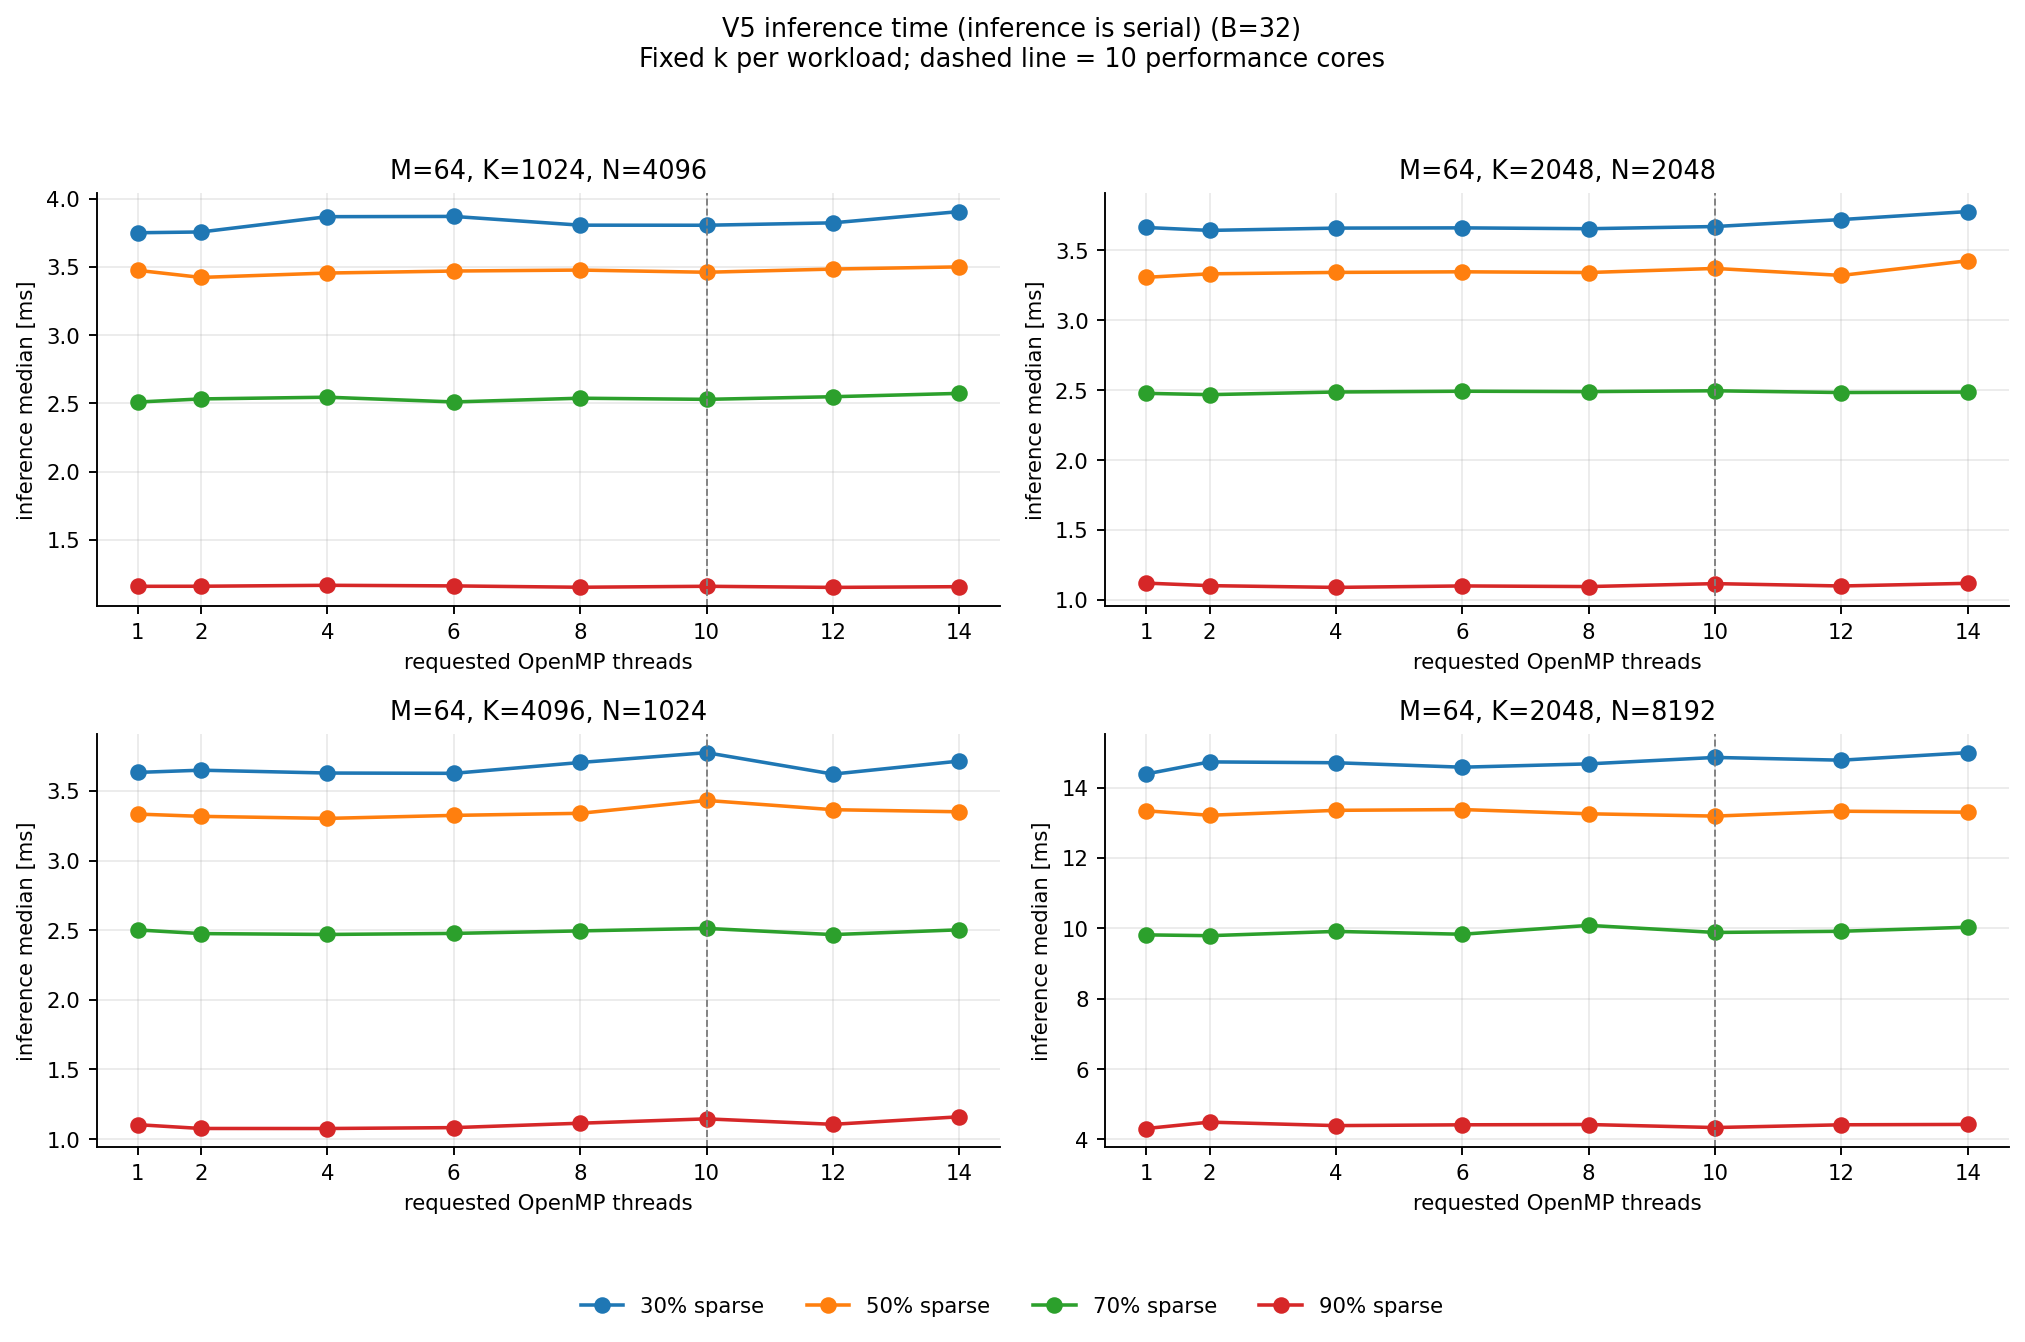 V5 inference time (inference is serial) (B=32)
Fixed k per workload; dashed line = 10 performance cores
M=64, K=1024, N=4096
4.0
3.5
3.0
2.5
2.0
1.5
inference median [ms]
1 2 4 6 8 10 12 14
requested OpenMP threads
M=64, K=2048, N=2048
3.5
3.0
2.5
2.0
1.5
1.0
inference median [ms]
1 2 4 6 8 10 12 14
requested OpenMP threads
M=64, K=4096, N=1024
3.5
3.0
2.5
2.0
1.5
1.0
inference median [ms]
1 2 4 6 8 10 12 14
requested OpenMP threads
M=64, K=2048, N=8192
14
12
10
8
6
4
inference median [ms]
1 2 4 6 8 10 12 14
requested OpenMP threads
30% sparse 50% sparse 70% sparse 90% sparse